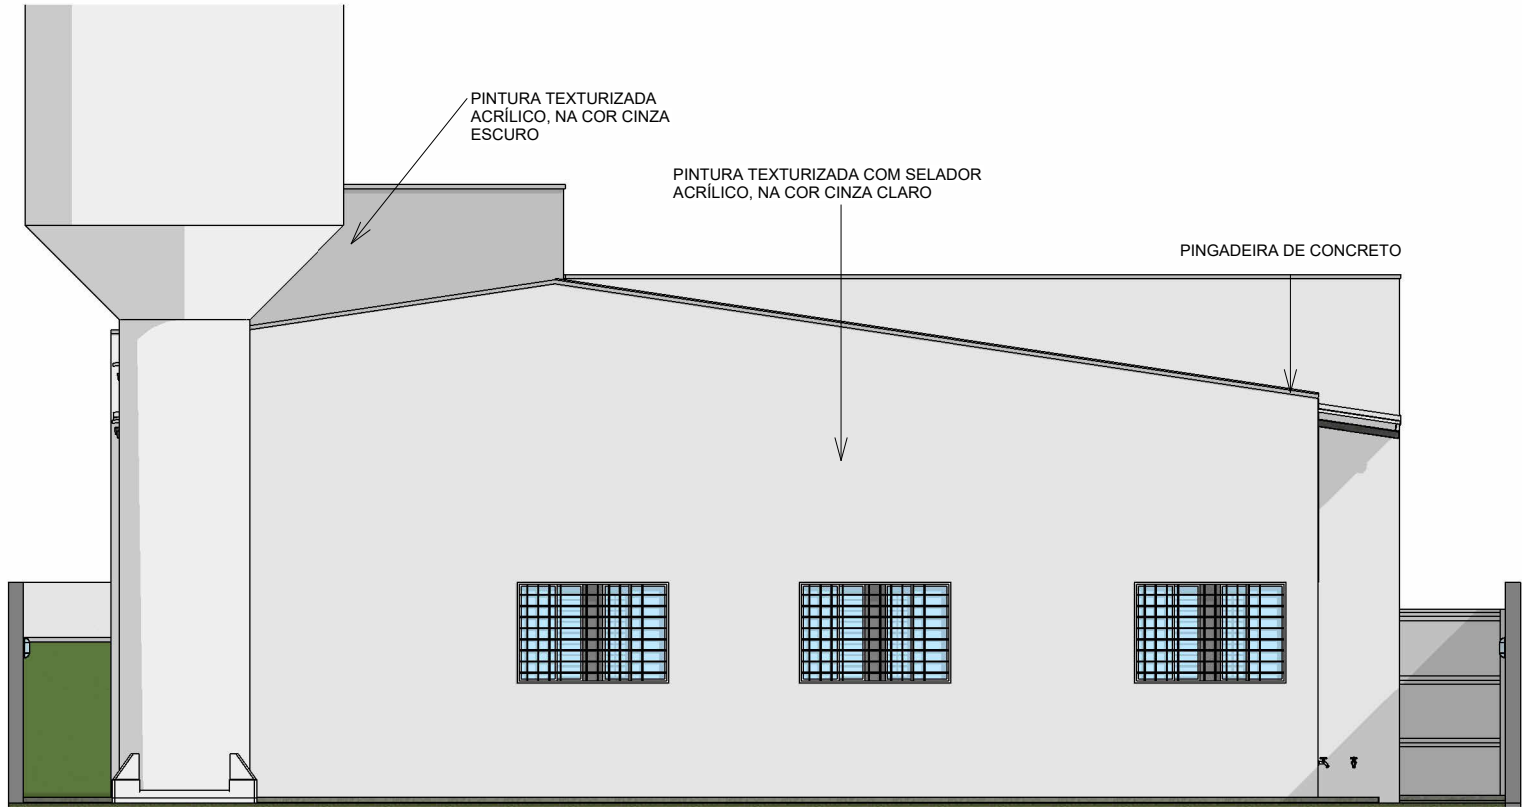 PINTURA TEXTURIZADA
ACRÍLICO, NA COR CINZA
ESCURO
PINTURA TEXTURIZADA COM SELADOR
ACRÍLICO, NA COR CINZA CLARO
PINGADEIRA DE CONCRETO